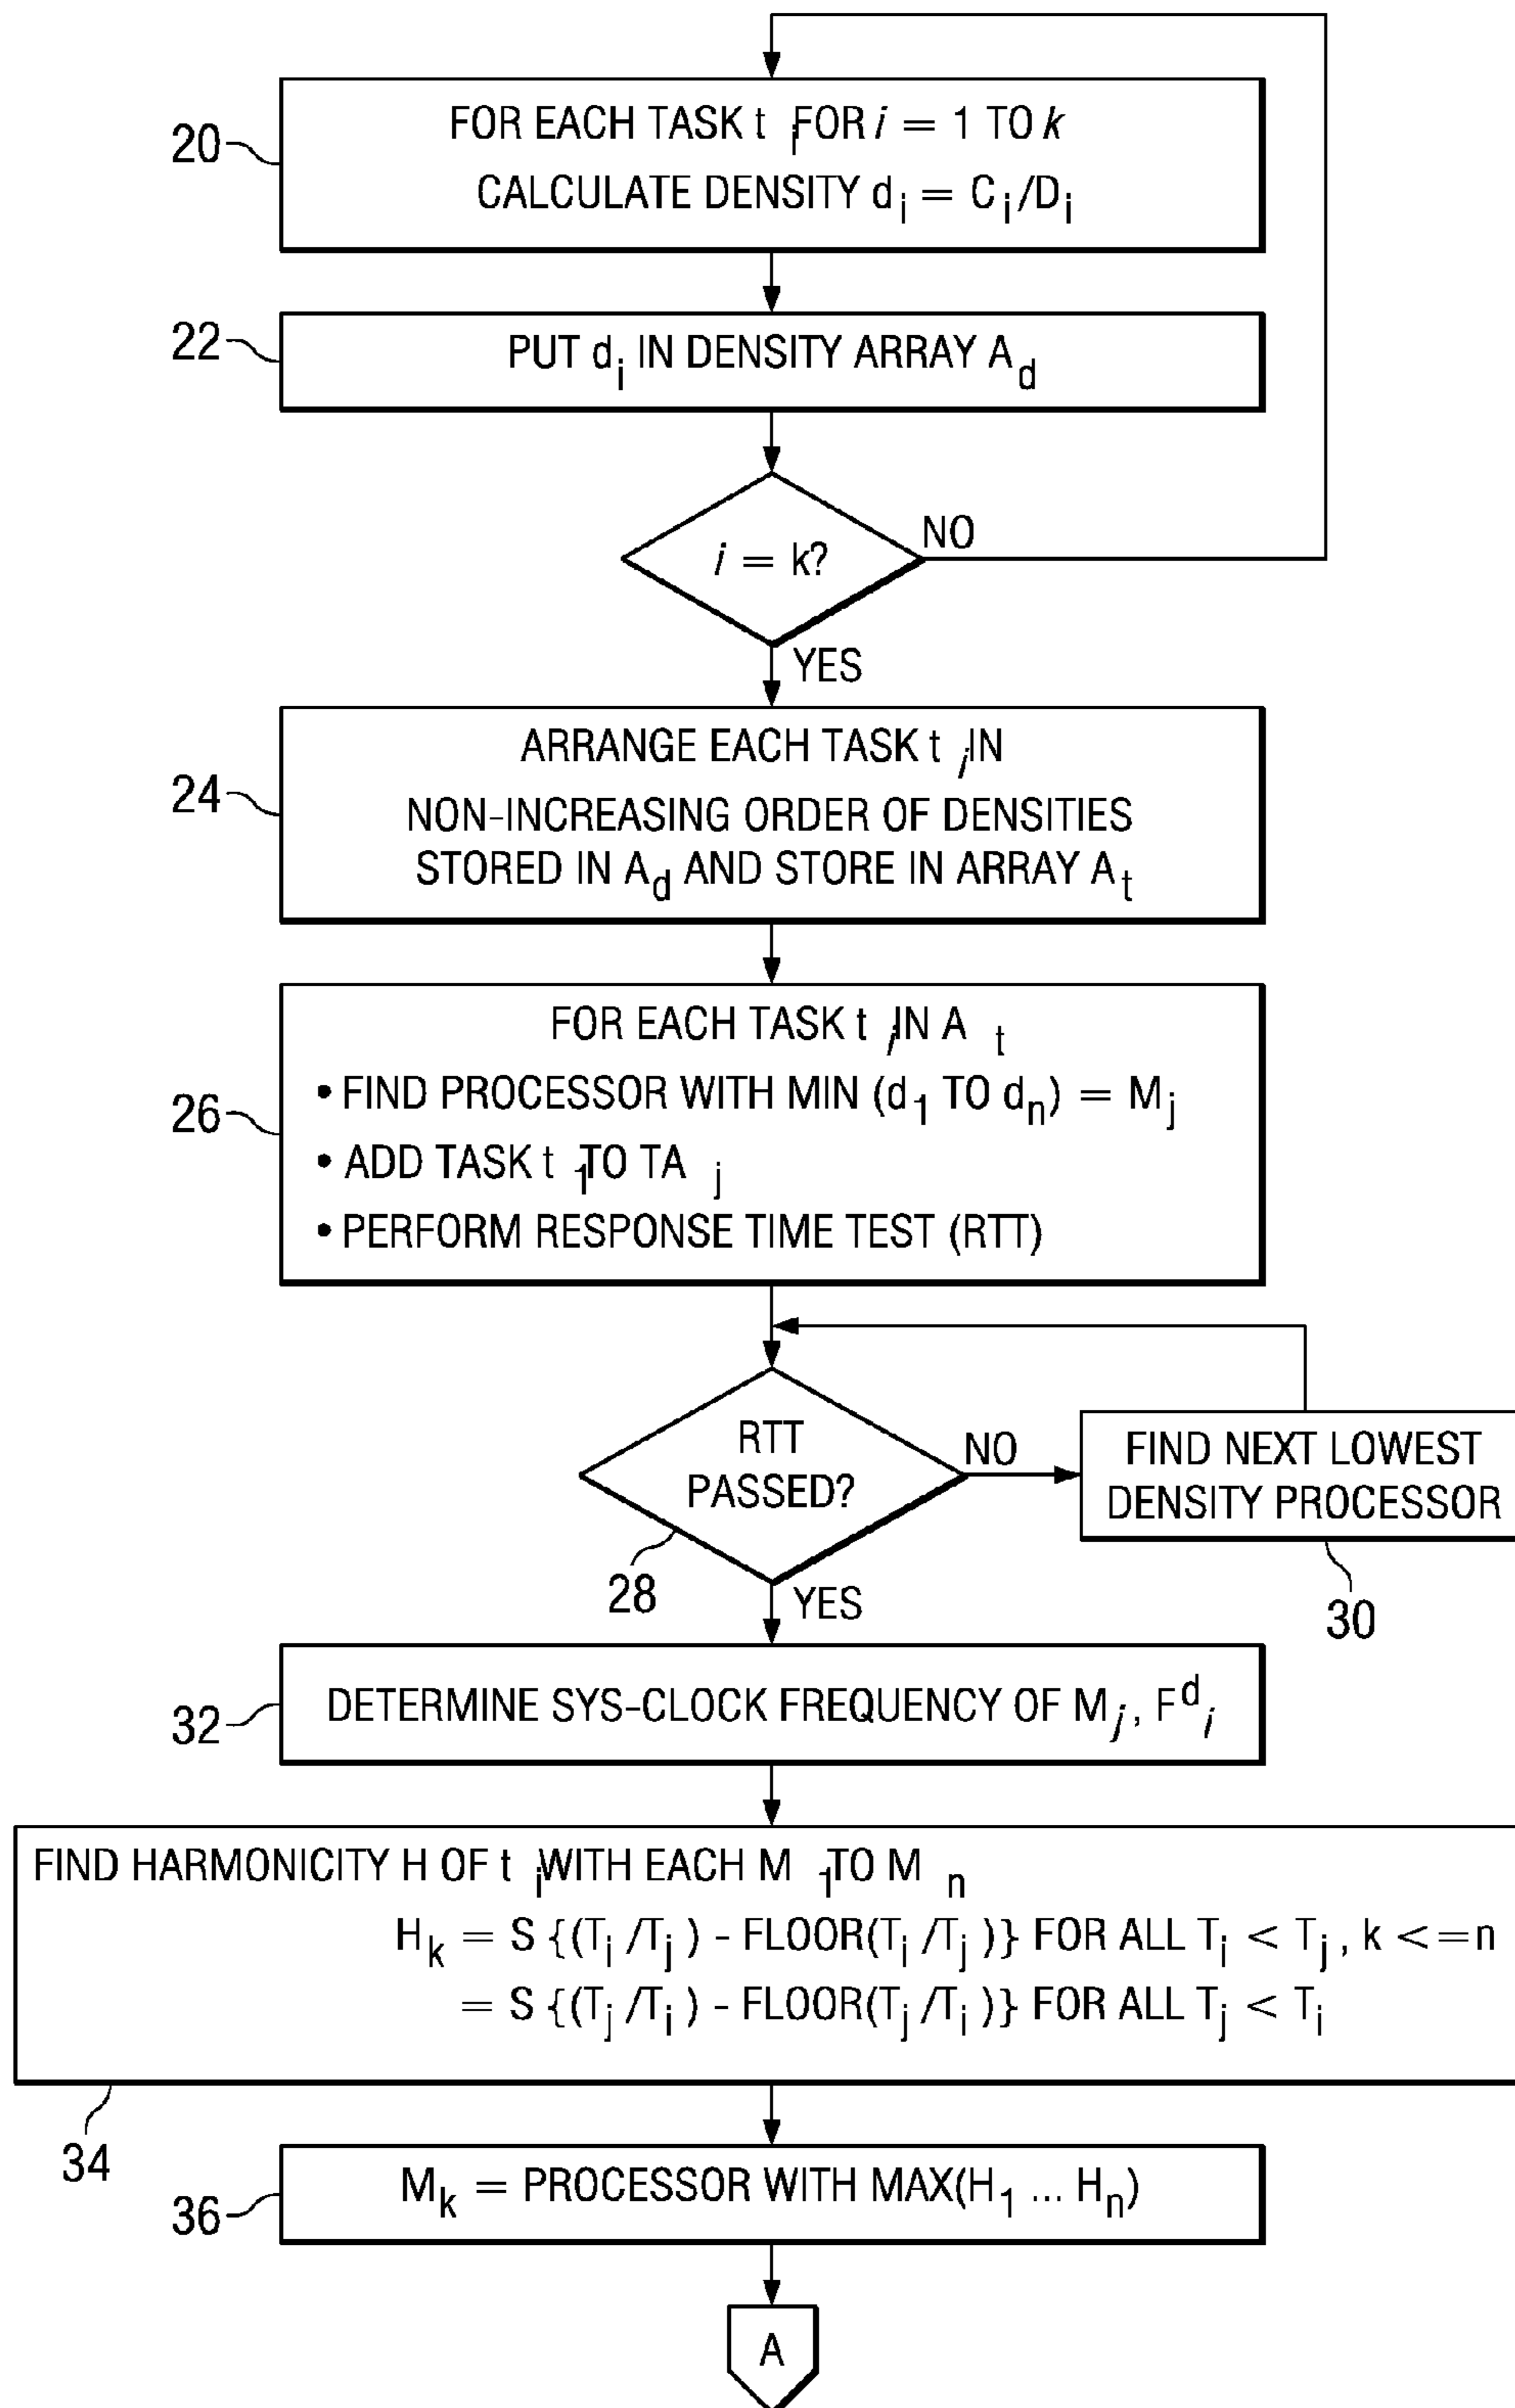 20
FOR EACH TASK t i FOR i = 1 TO k
CALCULATE DENSITY d i = C i /D i
22
PUT d i IN DENSITY ARRAY A d
i = k?
NO
YES
24
ARRANGE EACH TASK t i IN
NON-INCREASING ORDER OF DENSITIES
STORED IN A d AND STORE IN ARRAY A t
26
FOR EACH TASK t i IN A t
• FIND PROCESSOR WITH MIN (d 1 TO d n) = M j
• ADD TASK t 1 TO TA j
• PERFORM RESPONSE TIME TEST (RTT)
RTT
PASSED?
NO
FIND NEXT LOWEST
DENSITY PROCESSOR
28
YES
30
32
DETERMINE SYS-CLOCK FREQUENCY OF M j, F d i
FIND HARMONICITY H OF t i WITH EACH M 1 TO M n
H k = S {(T i /T j ) - FLOOR(T i /T j )} FOR ALL T i < T j, k <=n
= S {(T j /T i ) - FLOOR(T j /T i )} FOR ALL T j < T i
34
36
M k = PROCESSOR WITH MAX(H 1 ... H n)
A